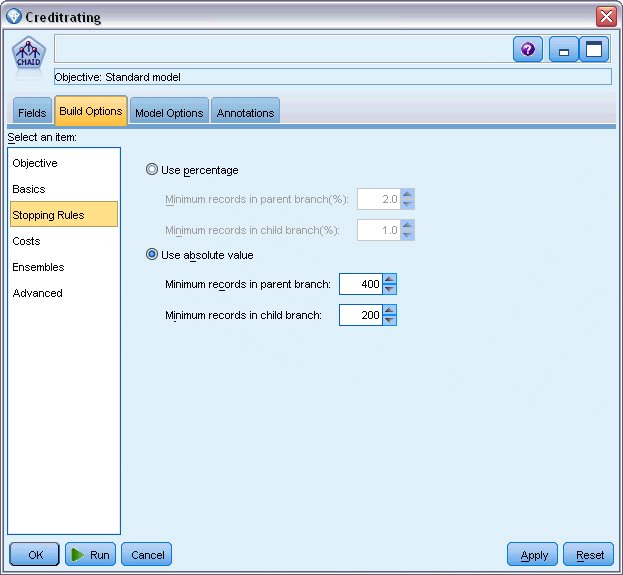 Creditrating
CHAID
Objective: Standard model
Fields Build Options Model Options Annotations
Select an item:
Objective
Basics
Stopping Rules
Costs
Ensembles
Advanced
Use percentage
Minimum records in parent branch(%): 2.0
Minimum records in child branch(%): 1.0
Use absolute value
Minimum records in parent branch: 400
Minimum records in child branch: 200
OK Run Cancel Apply Reset